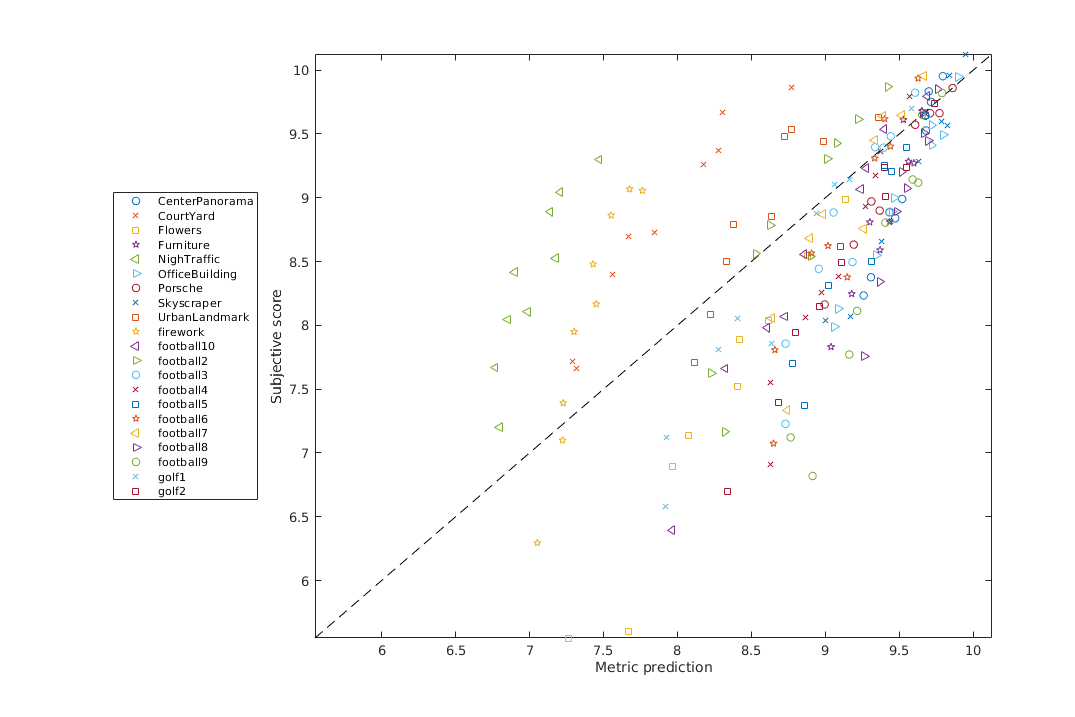 CenterPanorama
CourtYard
Flowers
Furniture
NighTraffic
OfficeBuilding
Porsche
Skyscraper
UrbanLandmark
firework
football10
football2
football3
football4
football5
football6
football7
football8
football9
golf1
golf2
Subjective score
10
9.5
9
8.5
8
7.5
7
6.5
6
6 6.5 7 7.5 8 8.5 9 9.5 10
Metric prediction